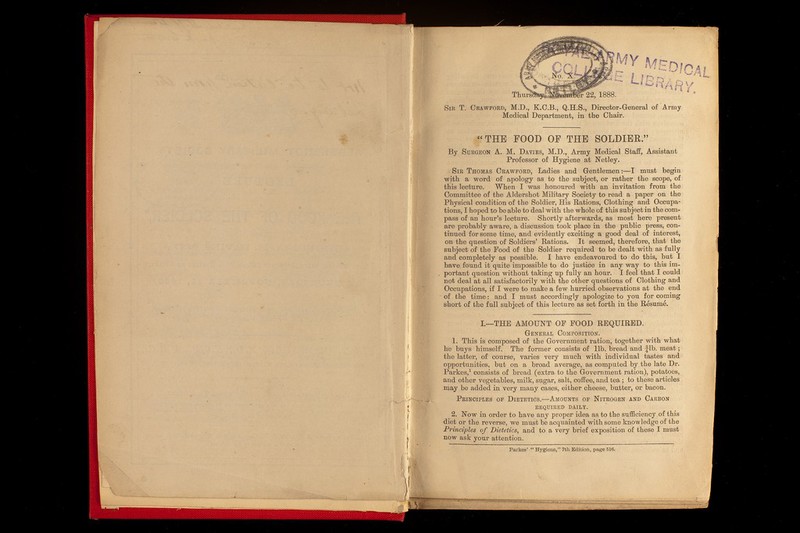 ARMY MEDICAL
LIBRARY.
No. X
Thursday, November 22, 1888.
Sir T. Crawford, M.D., K.C.B., Q.H.S., Director-General of Army
Medical Department, in the Chair.
"THE FOOD OF THE SOLDIER."
By Surgeon A. M. Davies, M.D., Army Medical Staff, Assistant
Professor of Hygiene at Netley.
Sir Thomas Crawford, Ladies and Gentlemen:—I must begin
with a word of apology as to the subject, or rather the scope, of
this lecture. When I was honoured with an invitation from the
Committee of the Aldershot Military Society to read a paper on the
Physical condition of the Soldier, His Rations, Clothing and Occupa-
tions, I hoped to be able to deal with the whole of this subject in the com-
pass of an hour's lecture. Shortly afterwards, as most here present
are probably aware, a discussion took place in the public press, con-
tinued for some time, and evidently exciting a good deal of interest,
on the question of Soldiers' Rations. It seemed, therefore, that the
subject of the Food of the Soldier required to be dealt with as fully
and completely as possible. I have endeavoured to do this, but I
have found it quite impossible to do justice in any way to this im-
portant question without taking up fully an hour. I feel that I could
not deal at all satisfactorily with the other questions of Clothing and
Occupations, if I were to make a few hurried observations at the end
of the time: and I must accordingly apologize to you for coming
short of the full subject of this lecture as set forth in the Résumé.
I.—THE AMOUNT OF FOOD REQUIRED.
General Composition.
1. This is composed of the Government ration, together with what
he buys himself. The former consists of 1lb. bread and ¾lb. meat;
the latter, of course, varies very much with individual tastes and
opportunities, but on a broad average, as computed by the late Dr.
Parkes,¹ consists of bread (extra to the Government ration), potatoes,
and other vegetables, milk, sugar, salt, coffee, and tea; to these articles
may be added in very many cases, either cheese, butter, or bacon.
Principles of Dietetics.—Amounts of Nitrogen and Carbon
required daily.
2. Now in order to have any proper idea as to the sufficiency of this
diet or the reverse, we must be acquainted with some knowledge of the
Principles of Dietetics, and to a very brief exposition of these I must
now ask your attention.
Parkes' "Hygiene," 7th Edition, page 598.